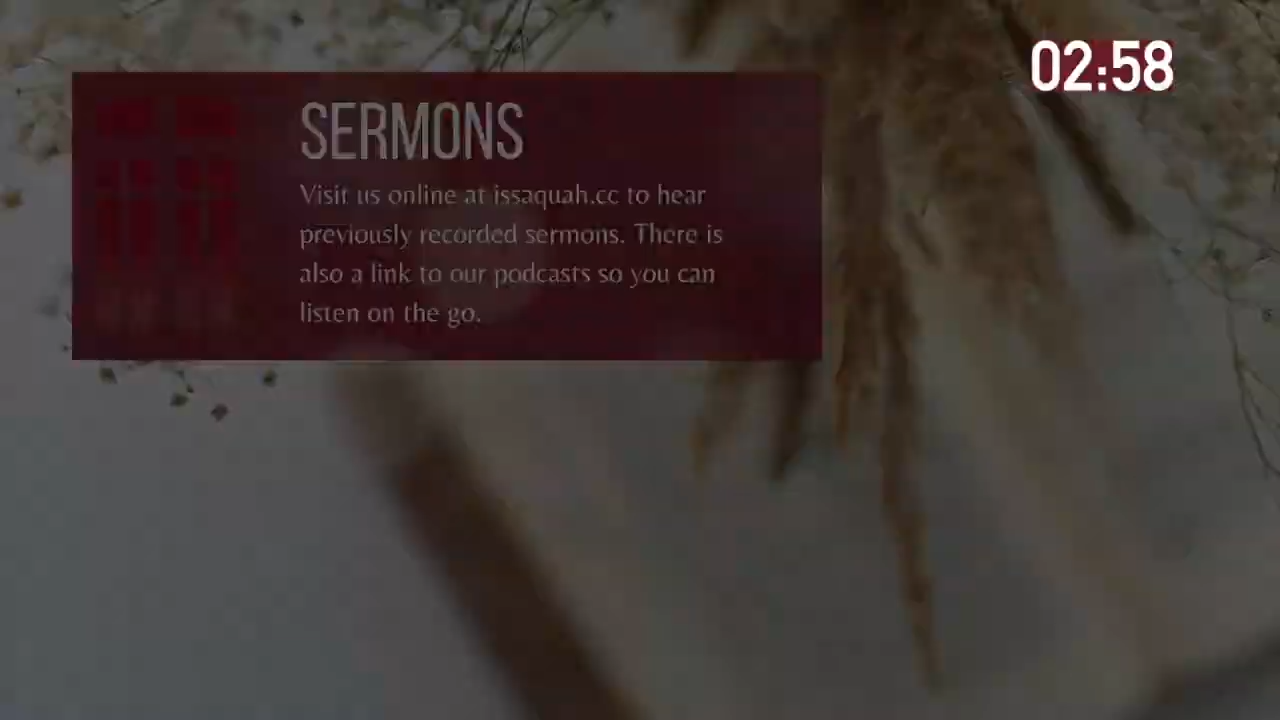 02:58
SERMONS
Visit us online at issaquah.cc to hear
previously recorded sermons. There is
also a link to our podcasts so you can
listen on the go.